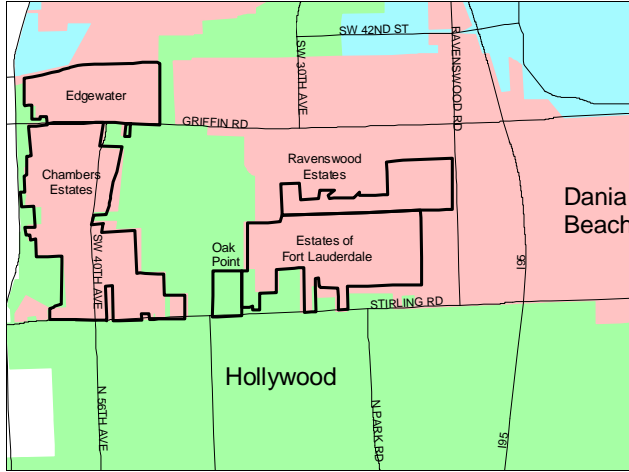 SW 42ND ST
SW 30TH AVE
RAVENSWOOD RD
Edgewater
GRIFFIN RD
Ravenswood
Estates
Chambers
Estates
Dania
Beach
Oak
Point
Estates of
Fort Lauderdale
SW 40TH AVE
I95
STIRLING RD
Hollywood
N 56TH AVE
N PARK RD
I95